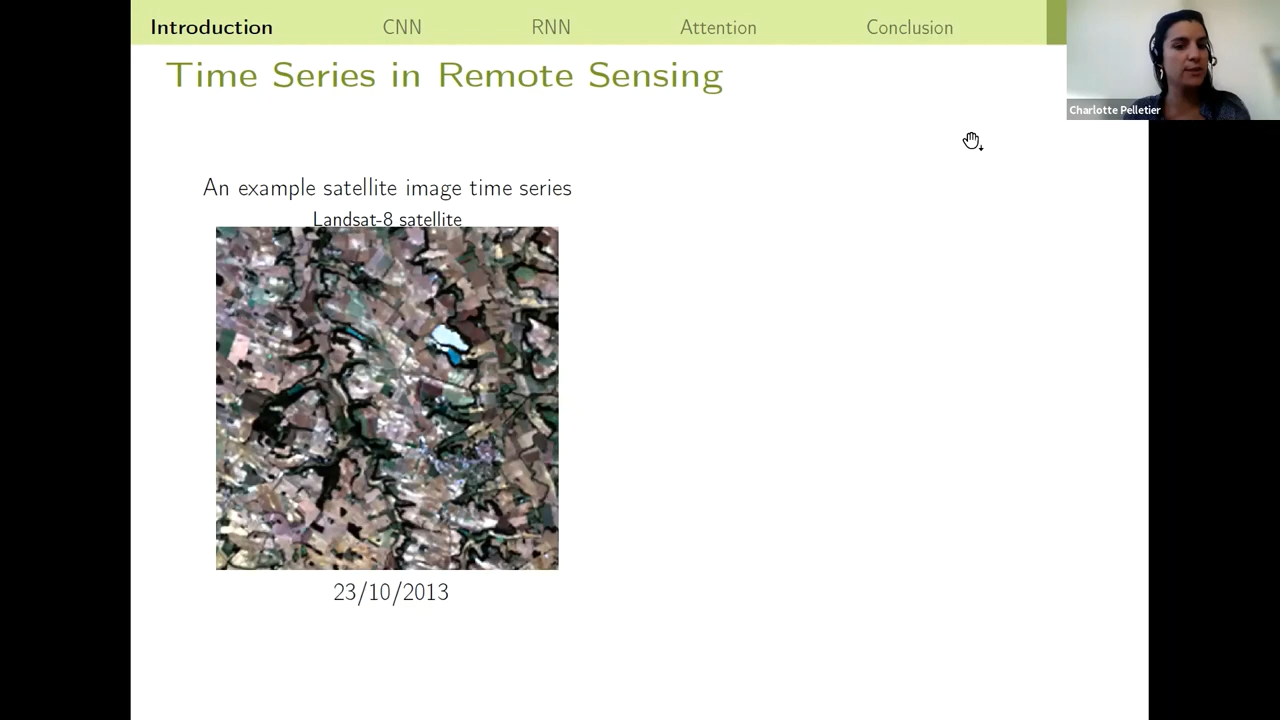 Introduction CNN RNN Attention Conclusion
Time Series in Remote Sensing
Charlotte Pelletier
An example satellite image time series
Landsat-8 satellite
23/10/2013